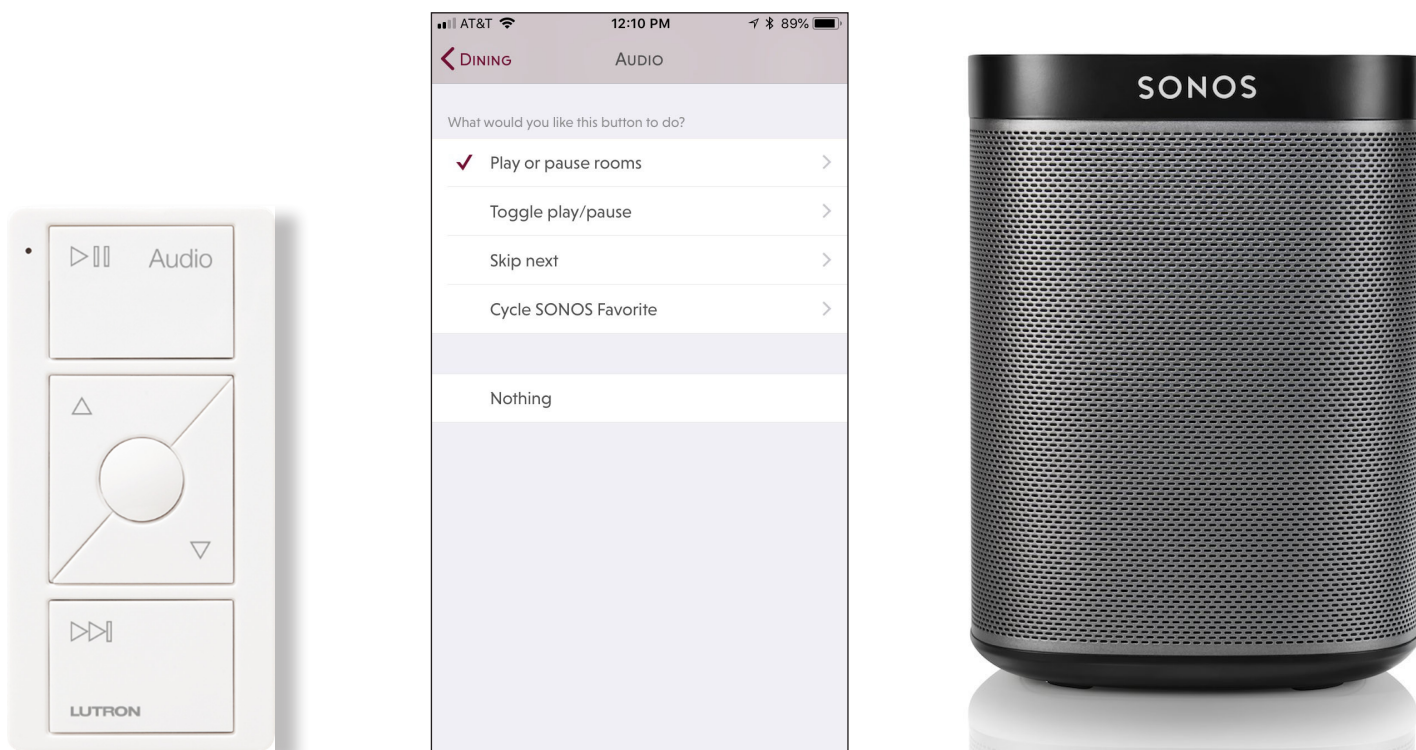 Audio
LUTRON
AT&T 12:10 PM 89%
DINING AUDIO
What would you like this button to do?
Play or pause rooms
Toggle play/pause
Skip next
Cycle SONOS Favorite
Nothing
SONOS